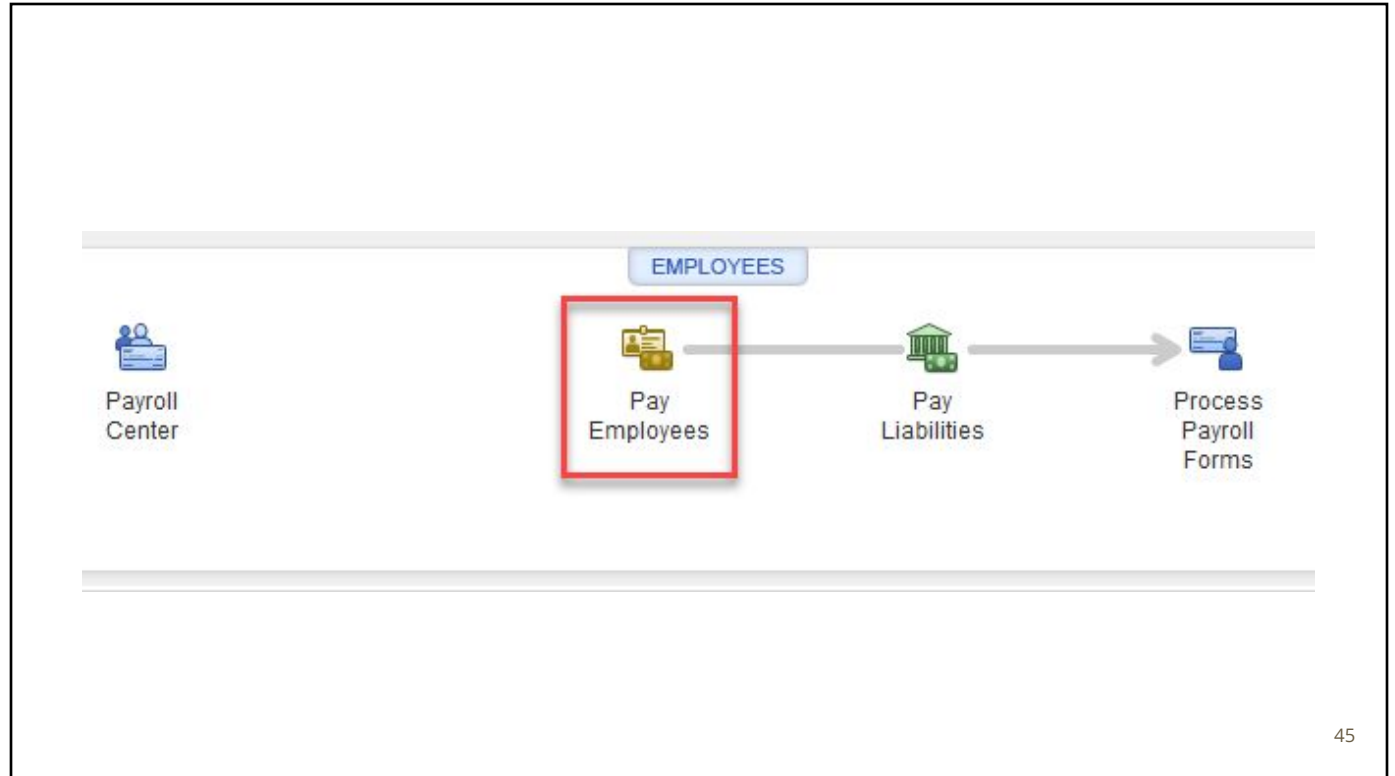 EMPLOYEES
Payroll
Center
Pay
Employees
Pay
Liabilities
Process
Payroll
Forms
45